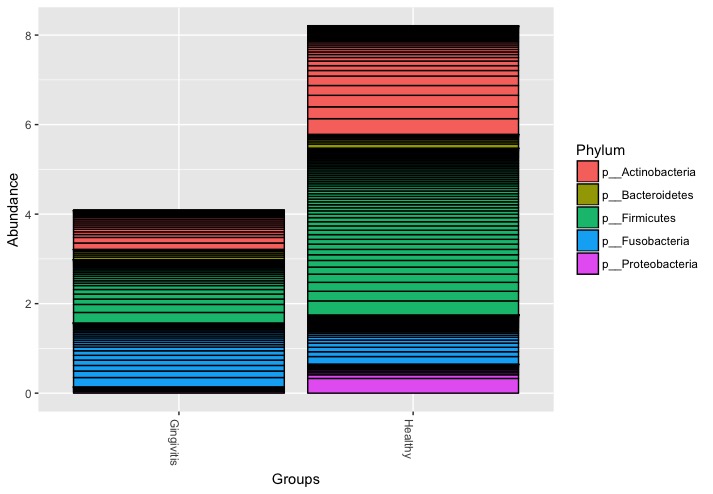 8
6
4
2
0
Abundance
Gingivitis
Healthy
Groups
Phylum
p__Actinobacteria
p__Bacteroidetes
p__Firmicutes
p__Fusobacteria
p__Proteobacteria